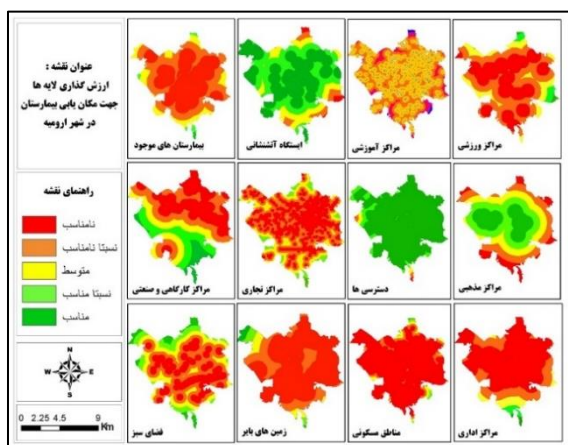 عنوان نقشه :
ارزش گذاری لایه ها
جهت مکان یابی بیمارستان
در شهر ارومیه
راهنمای نقشه
نامناسب
نسبتا نامناسب
متوسط
نسبتا مناسب
مناسب
N
W E
S
0 2.25 4.5 9
Km
بیمارستان های موجود
ایستگاه آتشنشانی
مراکز آموزشی
مراکز ورزشی
مراکز کارگاهی و صنعتی
مراکز تجاری
دسترسی ها
مراکز مذهبی
فضای سبز
زمین های بایر
مناطق مسکونی
مراکز اداری